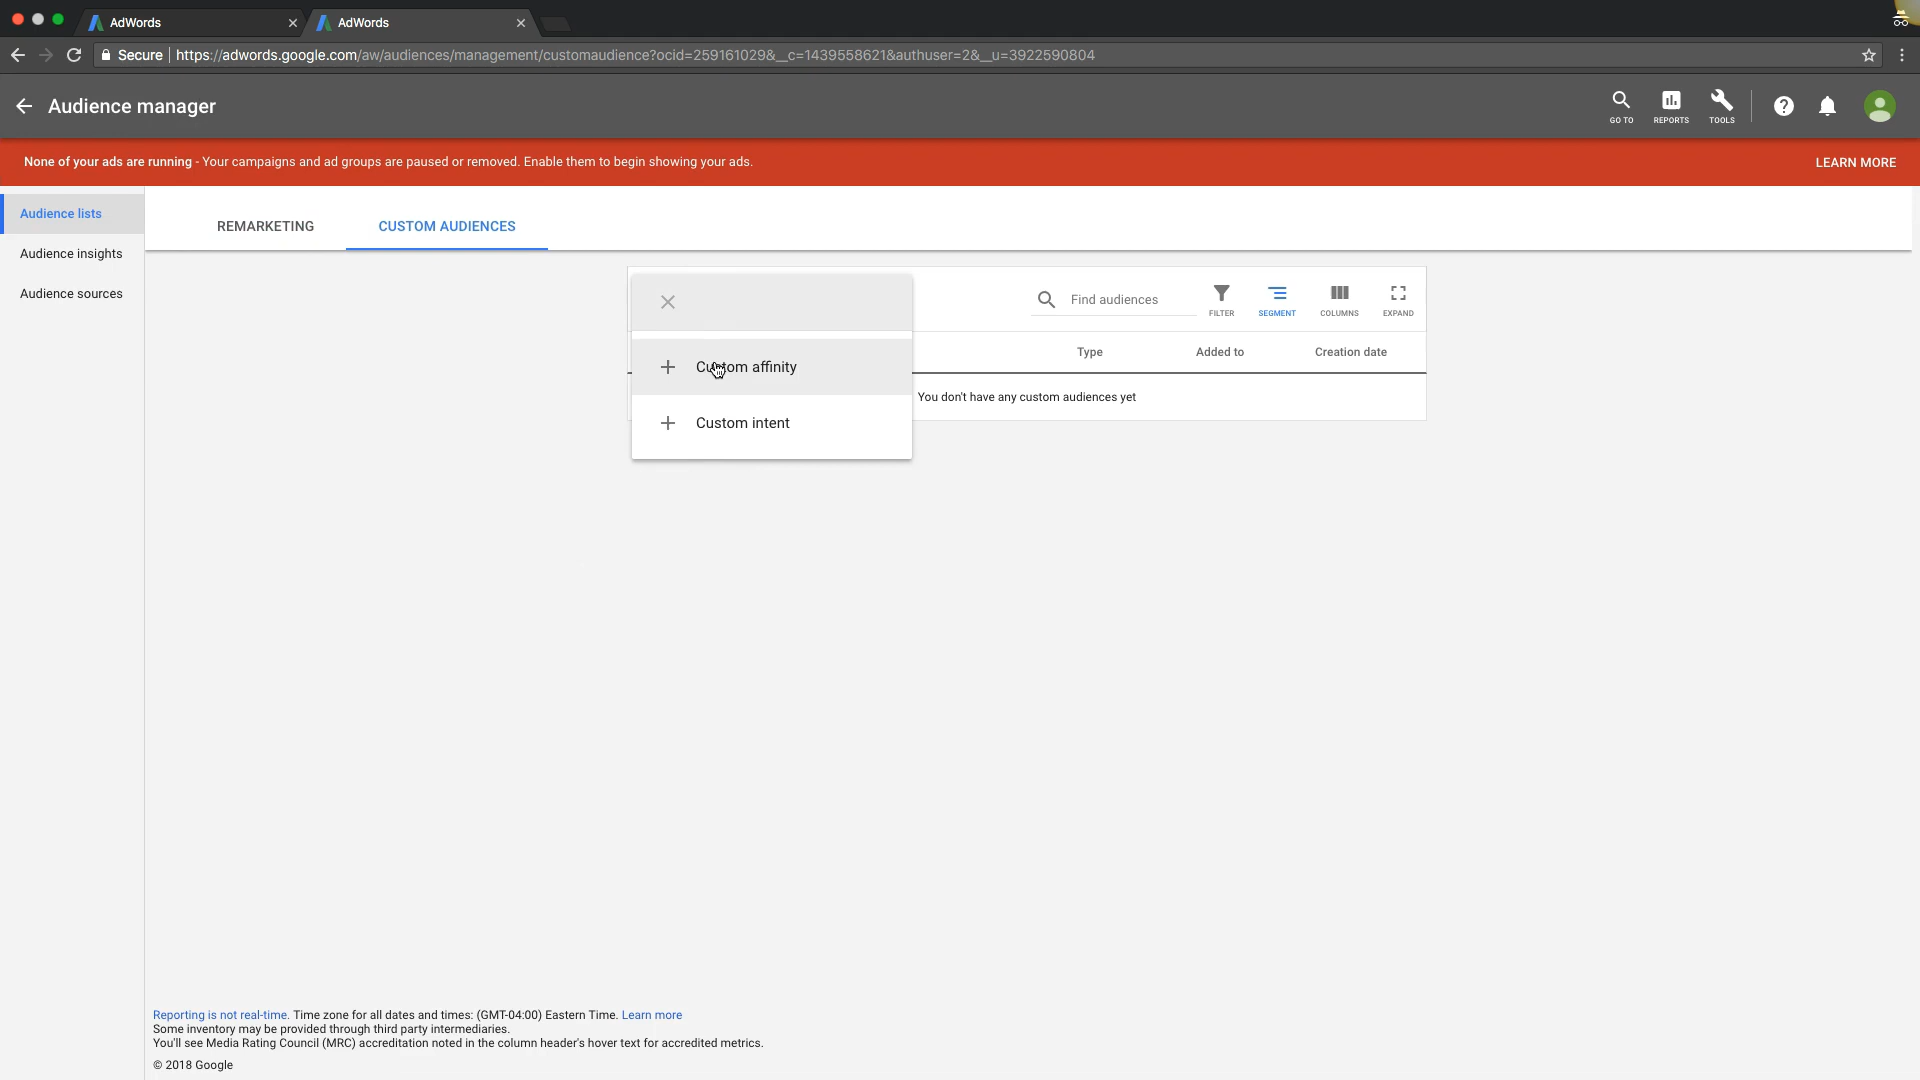 AdWords
AdWords
Secure | https://adwords.google.com/aw/audiences/management/customaudience?ocid=259161029&__c=1439558621&authuser=2&__u=3922590804
Audience manager
GO TO
REPORTS
TOOLS
None of your ads are running - Your campaigns and ad groups are paused or removed. Enable them to begin showing your ads.
LEARN MORE
Audience lists
Audience insights
Audience sources
REMARKETING
CUSTOM AUDIENCES
Find audiences
FILTER
SEGMENT
COLUMNS
EXPAND
Type
Added to
Creation date
Custom affinity
Custom intent
You don't have any custom audiences yet
Reporting is not real-time. Time zone for all dates and times: (GMT-04:00) Eastern Time. Learn more
Some inventory may be provided through third party intermediaries.
You'll see Media Rating Council (MRC) accreditation noted in the column header's hover text for accredited metrics.
© 2018 Google